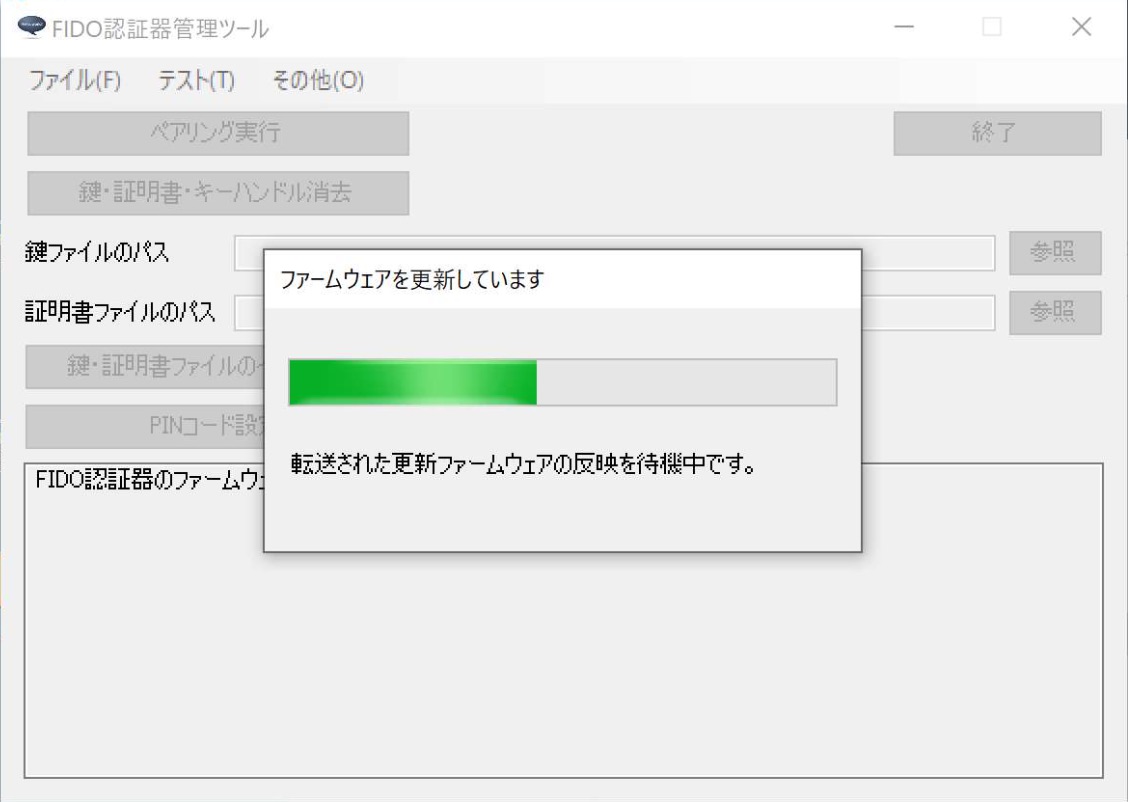 FIDO認証器管理ツール
ファイル(F) テスト(T) その他(O)
ペアリング実行 終了
鍵・証明書・キーハンドル消去
鍵ファイルのパス 参照
証明書ファイルのパス 参照
鍵・証明書ファイルの
PINコード設定
FIDO認証器のファームウェ
ファームウェアを更新しています
転送された更新ファームウェアの反映を待機中です。